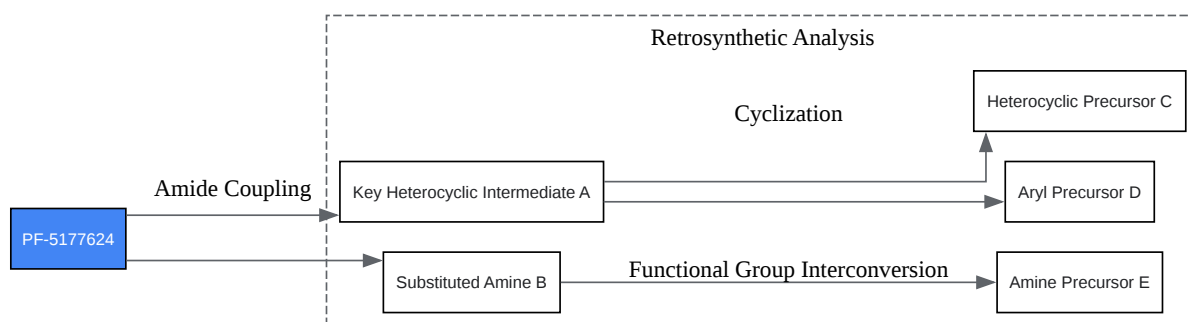 Retrosynthetic Analysis
Heterocyclic Precursor C
Cyclization
Amide Coupling
Key Heterocyclic Intermediate A
Aryl Precursor D
PF-5177624
Substituted Amine B
Functional Group Interconversion
Amine Precursor E